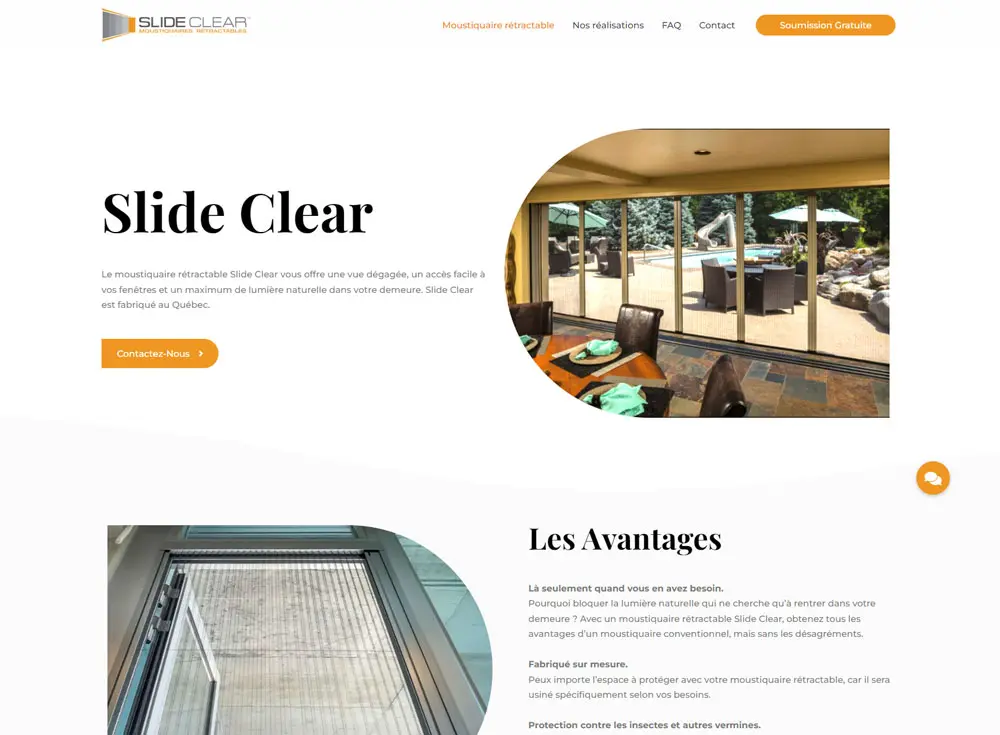 SLIDE CLEAR
MOUSTIQUAIRES RÉTRACTABLES
Moustiquaire rétractable
Nos réalisations
FAQ
Contact
Soumission Gratuite
Slide Clear
Le moustiquaire rétractable Slide Clear vous offre une vue dégagée, un accès facile à
vos fenêtres et un maximum de lumière naturelle dans votre demeure. Slide Clear
est fabriqué au Québec.
Contactez-Nous
Les Avantages
Là seulement quand vous en avez besoin.
Pourquoi bloquer la lumière naturelle qui ne cherche qu'à rentrer dans votre
demeure ? Avec un moustiquaire rétractable Slide Clear, obtenez tous les
avantages d'un moustiquaire conventionnel, mais sans les désagréments.
Fabriqué sur mesure.
Peux importe l'espace à protéger avec votre moustiquaire rétractable, car il sera
usiné spécifiquement selon vos besoins.
Protection contre les insectes et autres vermines.